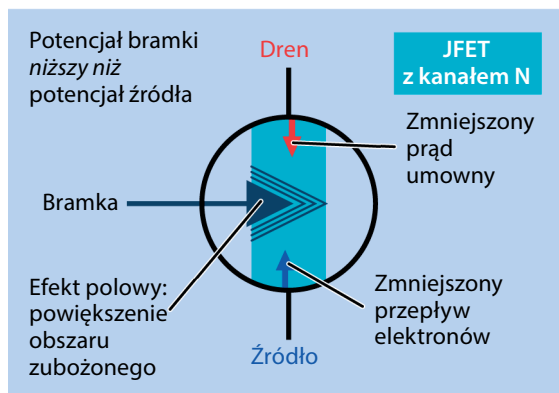 Potencjał bramki
niższy niż
potencjał źródła
Dren
JFET
z kanałem N
Zmniejszony
prąd
umowny
Bramka
Efekt polowy:
powiększenie
obszaru
zubożonego
Źródło
Zmniejszony
przepływ
elektronów